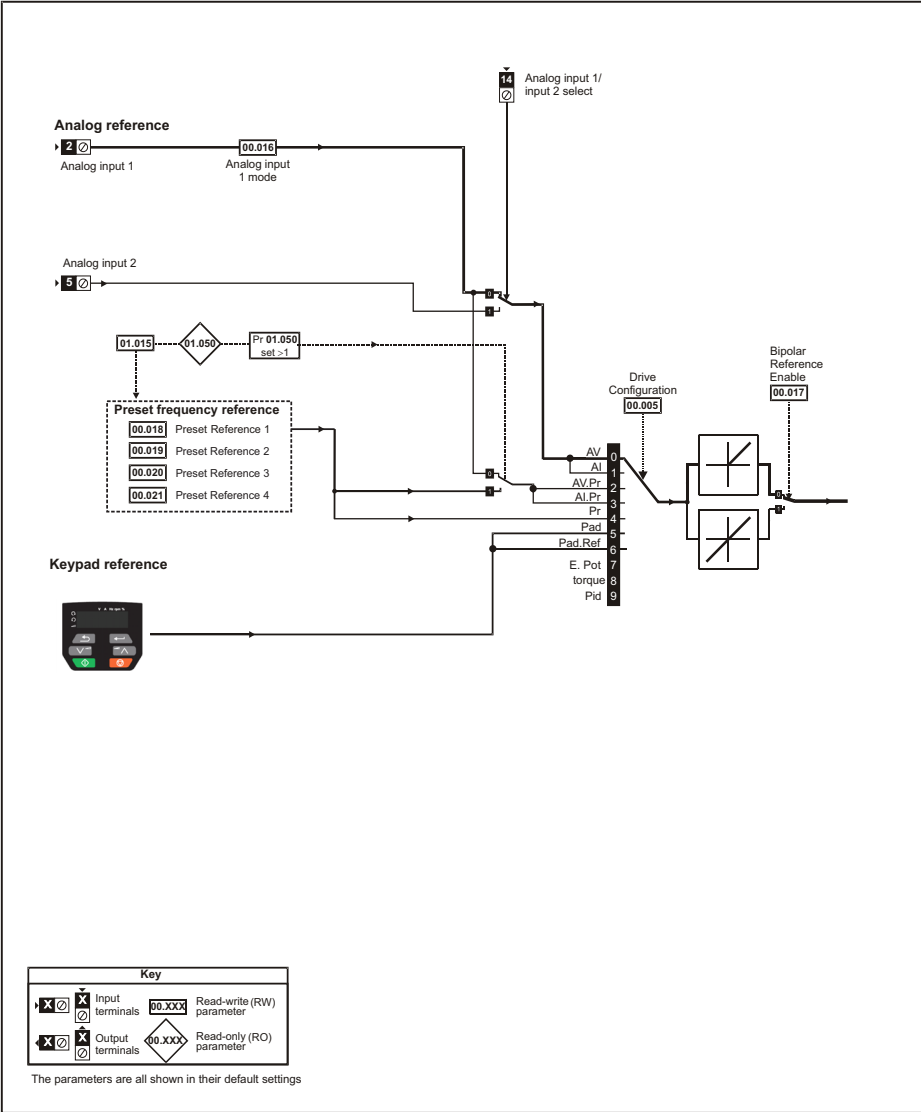 14
Analog input 1/
input 2 select
Analog reference
2
00.016
Analog input 1
Analog input
1 mode
Analog input 2
5
0
1
01.015
01.050
Pr 01.050
set >1
Preset frequency reference
00.018 Preset Reference 1
00.019 Preset Reference 2
00.020 Preset Reference 3
00.021 Preset Reference 4
0
1
Drive
Configuration
00.005
Bipolar
Reference
Enable
00.017
AV 0
AI 1
AV.Pr 2
AI.Pr 3
Pr 4
Pad 5
Pad.Ref 6
E. Pot 7
torque 8
Pid 9
0
1
Keypad reference
Key
X X Input
terminals
00.XXX Read-write (RW)
parameter
X X Output
terminals
00.XXX Read-only (RO)
parameter
The parameters are all shown in their default settings